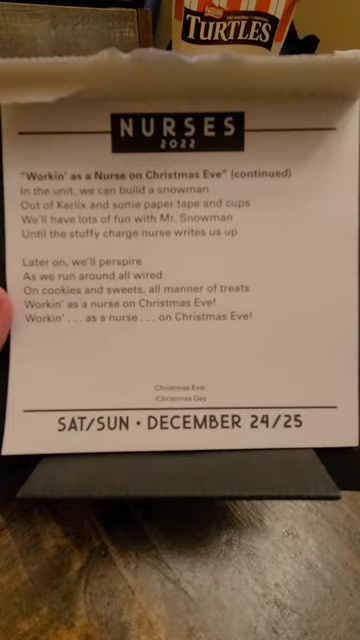 TURTLES
NURSES
2022
"Workin' as a Nurse on Christmas Eve" (continued)
In the unit, we can build a snowman
Out of Kerlix and some paper tape and cups
We'll have lots of fun with Mr. Snowman
Until the stuffy charge nurse writes us up
Later on, we'll perspire
As we run around all wired
On cookies and sweets, all manner of treats
Workin' as a nurse on Christmas Eve!
Workin' . . . as a nurse . . . on Christmas Eve!
Christmas Eve/
Christmas Day
SAT/SUN • DECEMBER 24/25